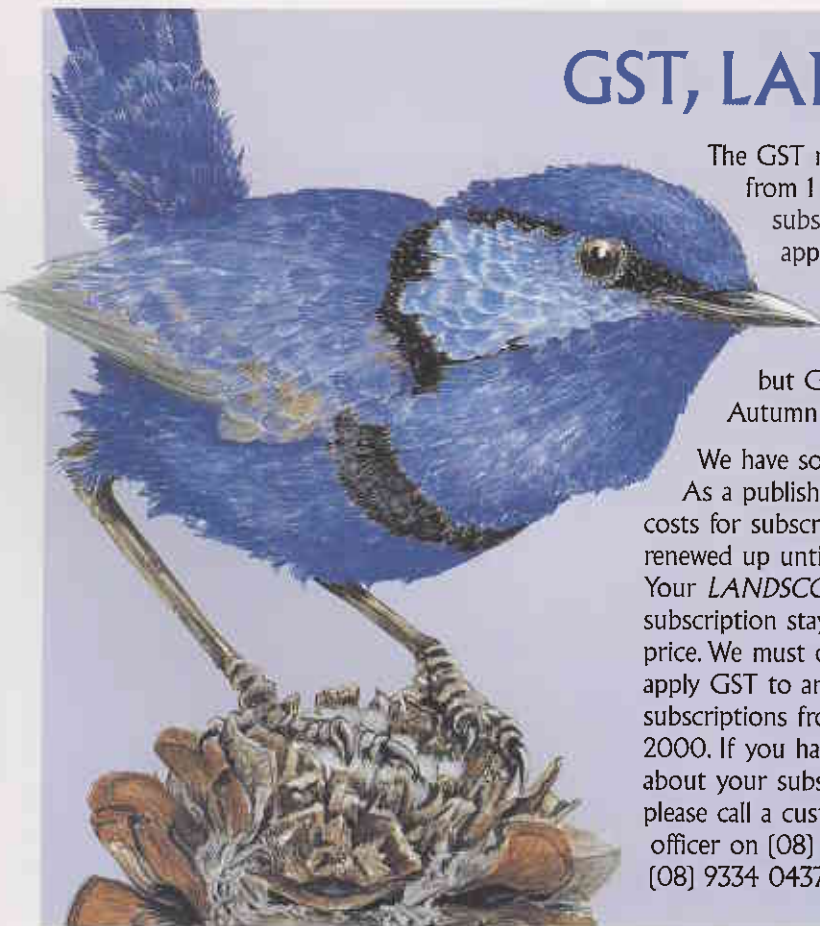 GST, LA
The GST
from 1
subs
app
but G
Autumn
We have so
As a publish
costs for subscr
renewed up unti
Your LANDSCO
subscription stay
price. We must c
apply GST to an
subscriptions fro
2000. If you ha
about your subs
please call a cust
officer on (08)
(08) 9334 0437